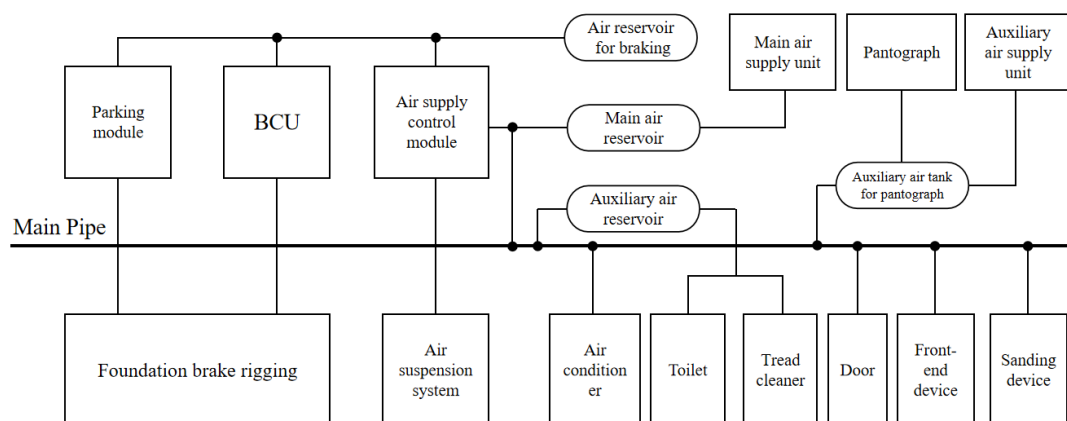 Air reservoir
for braking
Main air
supply unit
Pantograph
Auxiliary
air supply
unit
Parking
module
BCU
Air supply
control
module
Main air
reservoir
Auxiliary air tank
for pantograph
Auxiliary air
reservoir
Main Pipe
Foundation brake rigging
Air
suspension
system
Air
condition
er
Toilet
Tread
cleaner
Door
Front-
end
device
Sanding
device